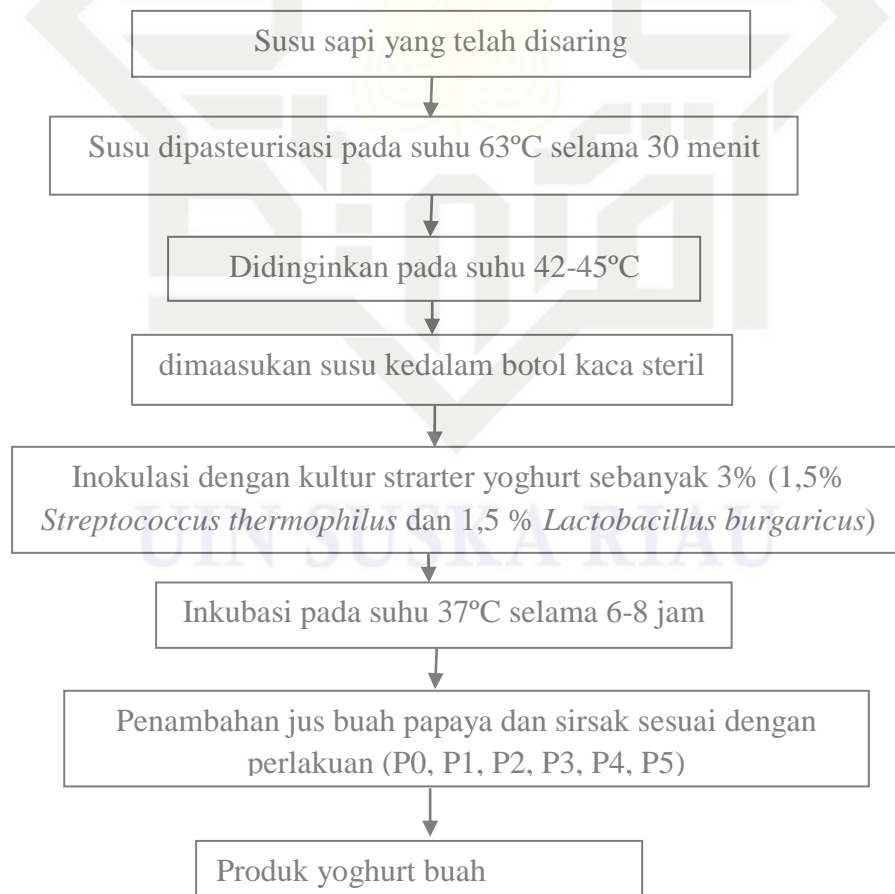 Susu sapi yang telah disaring
Susu dipasteurisasi pada suhu 63ºC selama 30 menit
Didinginkan pada suhu 42-45ºC
dimaasukan susu kedalam botol kaca steril
Inokulasi dengan kultur strarter yoghurt sebanyak 3% (1,5%
Streptococcus thermophilus dan 1,5 % Lactobacillus burgaricus)
UIN SUSKA RIAU
Inkubasi pada suhu 37ºC selama 6-8 jam
Penambahan jus buah papaya dan sirsak sesuai dengan
perlakuan (P0, P1, P2, P3, P4, P5)
Produk yoghurt buah